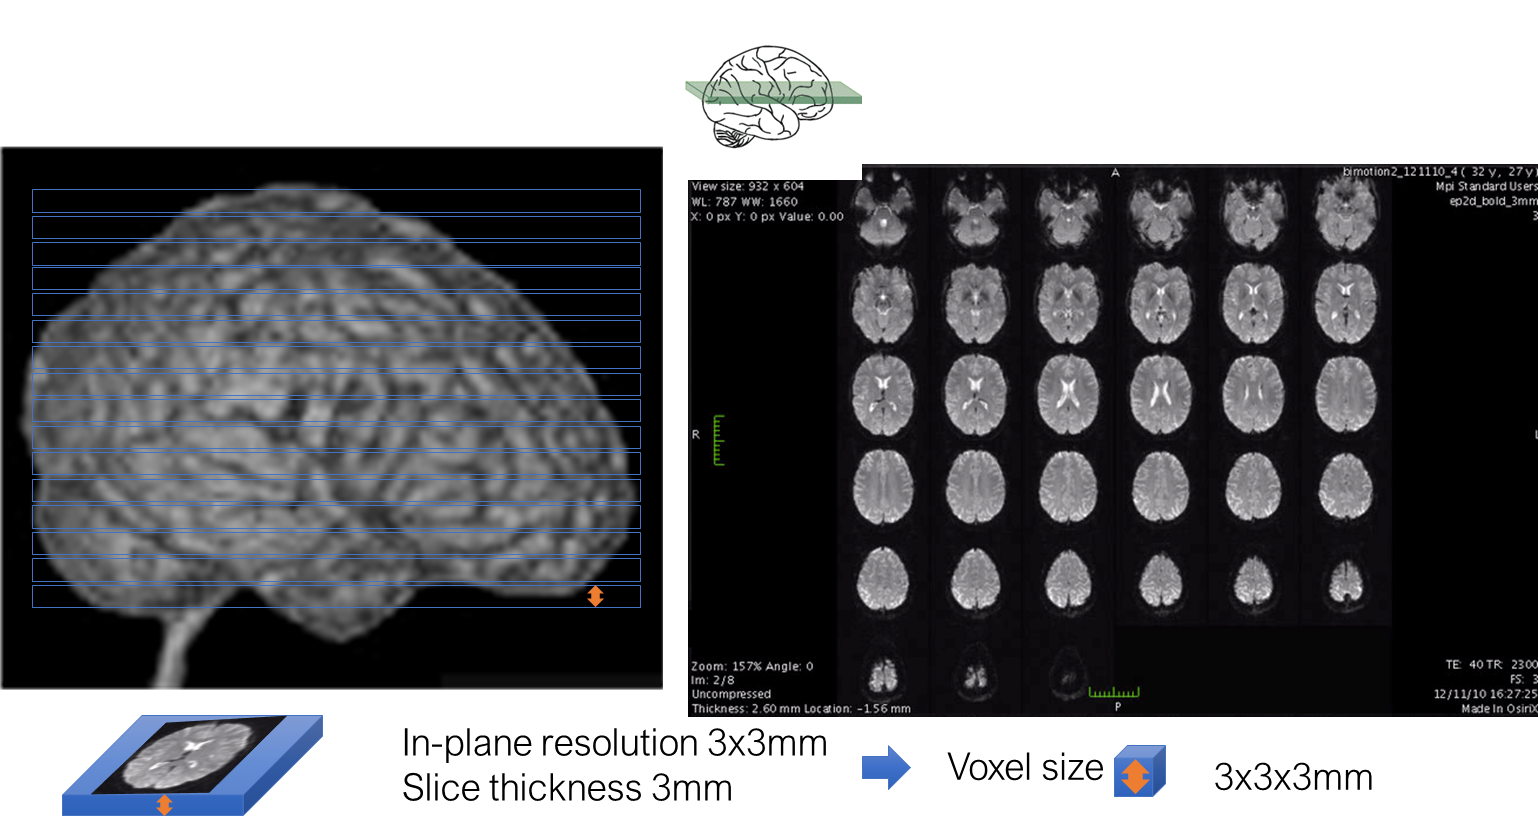 View size: 932 x 604
WL: 787 WW: 1660
X: 0 px Y: 0 px Value: 0.00
A
bimotion2_121110_4 ( 32 y, 27 y)
Mpi Standard Users
ep2d_bold_3mm
3
R
L
Zoom: 157% Angle: 0
Im: 2/8
Uncompressed
Thickness: 2.60 mm Location: -1.56 mm
P
TE: 40 TR: 2300
FS: 3
12/11/10 16:27:25
Made In OsiriX
In-plane resolution 3x3mm
Slice thickness 3mm
Voxel size
3x3x3mm